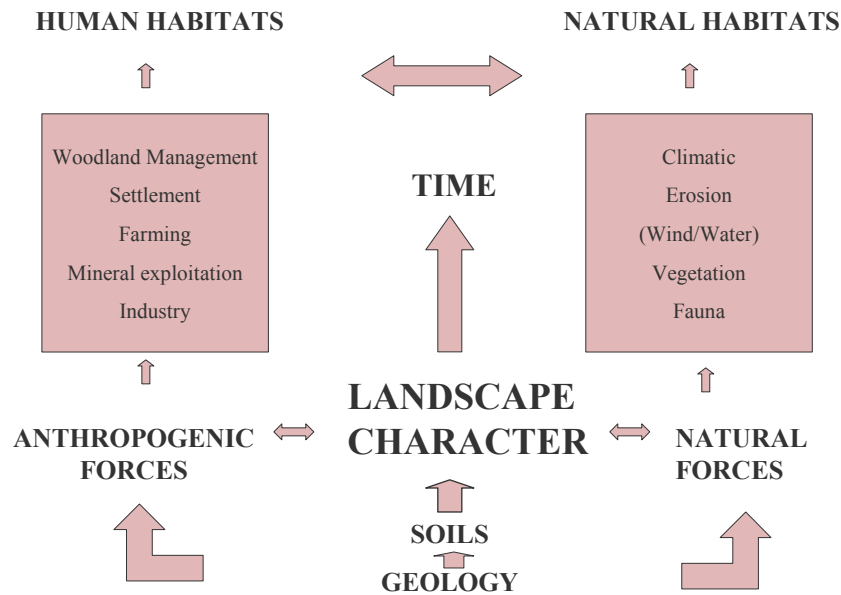 HUMAN HABITATS
NATURAL HABITATS
Woodland Management
Settlement
Farming
Mineral exploitation
Industry
TIME
Climatic
Erosion
(Wind/Water)
Vegetation
Fauna
ANTHROPOGENIC
FORCES
LANDSCAPE
CHARACTER
NATURAL
FORCES
SOILS
GEOLOGY